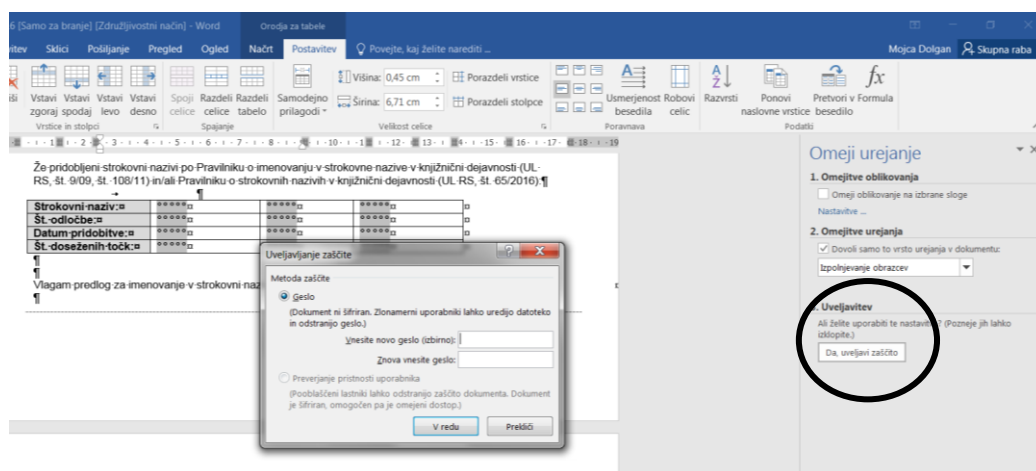 6 [Samo za branje] [Združljivostni način] - Word
Orodja za tabele
vitev Sklici Pošiljanje Pregled Ogled Načrt Postavitev Povejte, kaj želite narediti ...
Mojca Dolgan Skupna raba
Vstavi zgoraj
Vstavi spodaj
Vstavi levo
Vstavi desno
Spoji celice
Razdeli celice
Razdeli tabelo
Samodejno prilagodi
Višina: 0,45 cm
Širina: 6,71 cm
Porazdeli vrstice
Porazdeli stolpce
Usmerjenost besedila
Robovi celic
Razvrsti
Ponovi naslovne vrstice
Pretvori v besedilo
Formula
Vrstice in stolpci
Spajanje
Velikost celice
Poravnava
Podatki
Že pridobljeni strokovni nazivi po Pravilniku o imenovanju v strokovne nazive v knjižnični dejavnosti (UL
RS, št. 9/09, št. 108/11) in/ali Pravilniku o strokovnih nazivih v knjižnični dejavnosti (UL RS, št. 65/2016) ¶
Strokovni naziv:¤
Št. odločbe:¤
Datum pridobitve:¤
Št. doseženih točk:¤
¶
¶
Vlagam predlog za imenovanje v strokovni naz
¶
Uveljavljanje zaščite
Metoda zaščite
Geslo
(Dokument ni šifriran. Zlonamerni uporabniki lahko uredijo datoteko
in odstranijo geslo.)
Vnesite novo geslo (izbirno):
Znova vnesite geslo:
Preverjanje pristnosti uporabnika
(Pooblaščeni lastniki lahko odstranijo zaščito dokumenta. Dokument
je šifriran, omogočen pa je omejeni dostop.)
V redu Prekliči
Omeji urejanje
1. Omejitve oblikovanja
Omeji oblikovanje na izbrane sloge
Nastavitve ...
2. Omejitve urejanja
Dovoli samo to vrsto urejanja v dokumentu:
Izpolnjevanje obrazcev
. Uveljavitev
Ali želite uporabiti te nastavitve? (Pozneje jih lahko
izklopite.)
Da, uveljavi zaščito